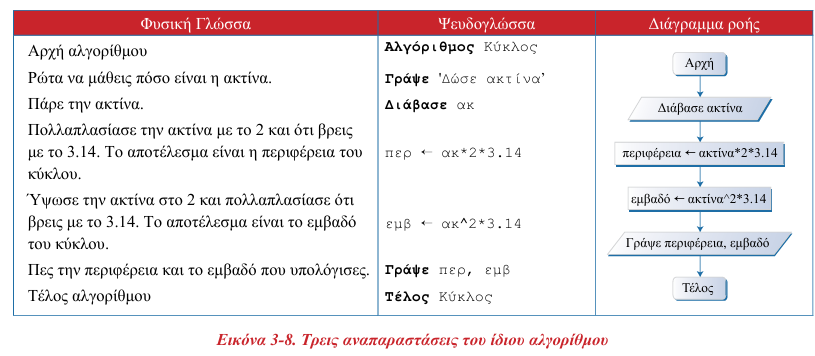 Φυσική Γλώσσα
Ψευδογλώσσα
Διάγραμμα ροής
Αρχή αλγορίθμου
Ρώτα να μάθεις πόσο είναι η ακτίνα.
Πάρε την ακτίνα.
Πολλαπλασίασε την ακτίνα με το 2 και ότι βρεις
με το 3.14. Το αποτέλεσμα είναι η περιφέρεια του
κύκλου.
Ύψωσε την ακτίνα στο 2 και πολλαπλασίασε ότι
βρεις με το 3.14. Το αποτέλεσμα είναι το εμβαδό
του κύκλου.
Πες την περιφέρεια και το εμβαδό που υπολόγισες.
Τέλος αλγορίθμου
Αλγόριθμος Κύκλος
Γράψε 'Δώσε ακτίνα’
Διάβασε ακ
περ ← ακ*2*3.14
εμβ ← ακ^2*3.14
Γράψε περ, εμβ
Τέλος Κύκλος
Αρχή
Διάβασε ακτίνα
περιφέρεια ← ακτίνα*2*3.14
εμβαδό ← ακτίνα^2*3.14
Γράψε περιφέρεια, εμβαδό
Τέλος
Εικόνα 3-8. Τρεις αναπαραστάσεις του ίδιου αλγορίθμου